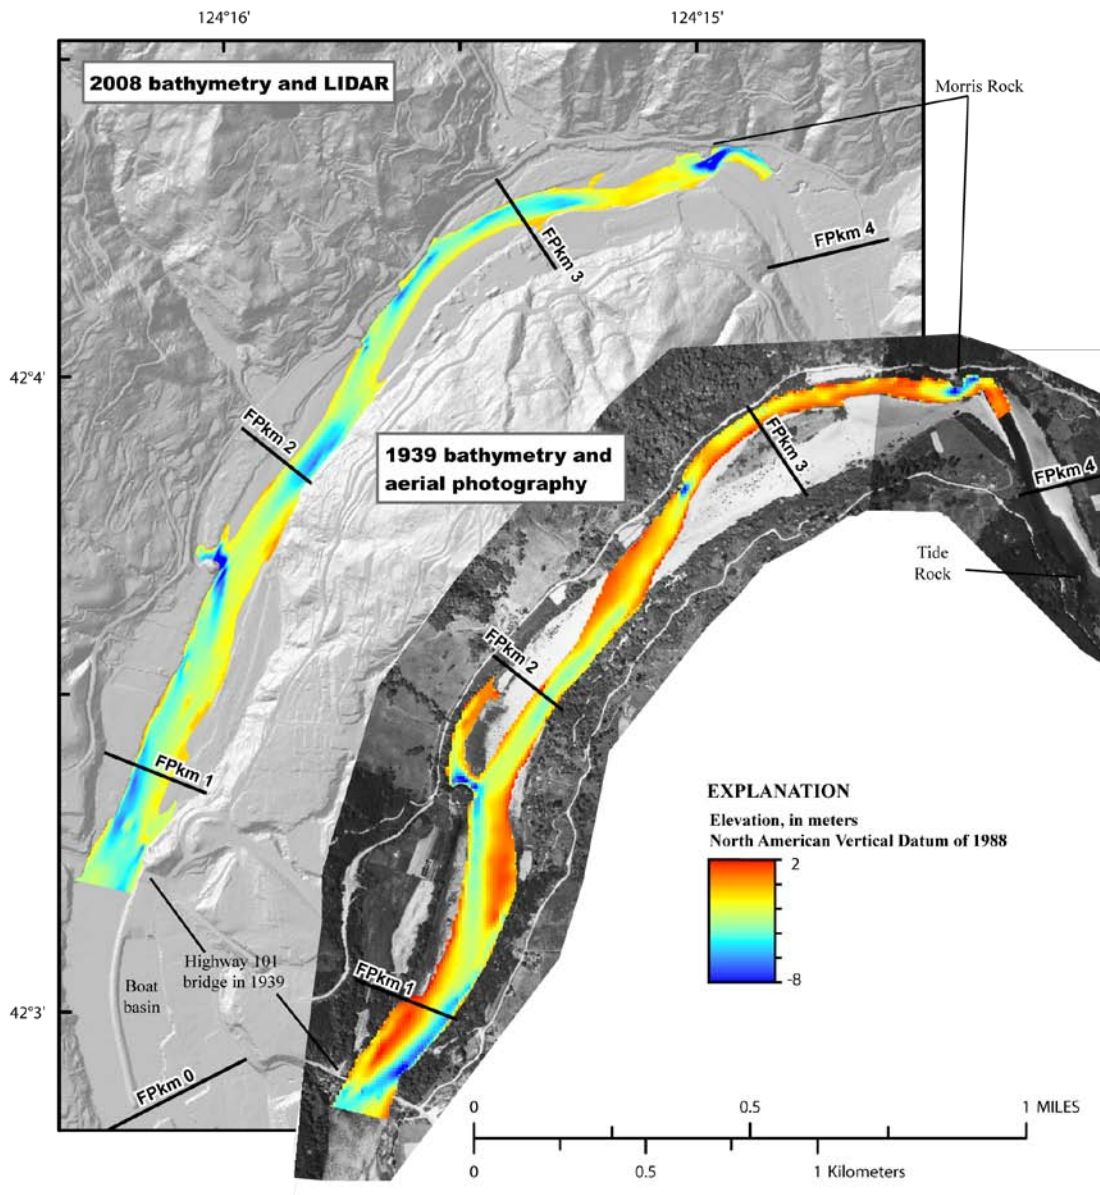 124°16'
124°15'
2008 bathymetry and LIDAR
Morris Rock
FPkm 4
FPkm 3
42°4'
FPkm 2
1939 bathymetry and
aerial photography
FPkm 3
FPkm 4
Tide
Rock
FPkm 2
FPkm 1
EXPLANATION
Elevation, in meters
North American Vertical Datum of 1988
2
-8
Highway 101
bridge in 1939
Boat
basin
FPkm 1
42°3'
FPkm 0
0 0.5 1 MILES
0 0.5 1 Kilometers